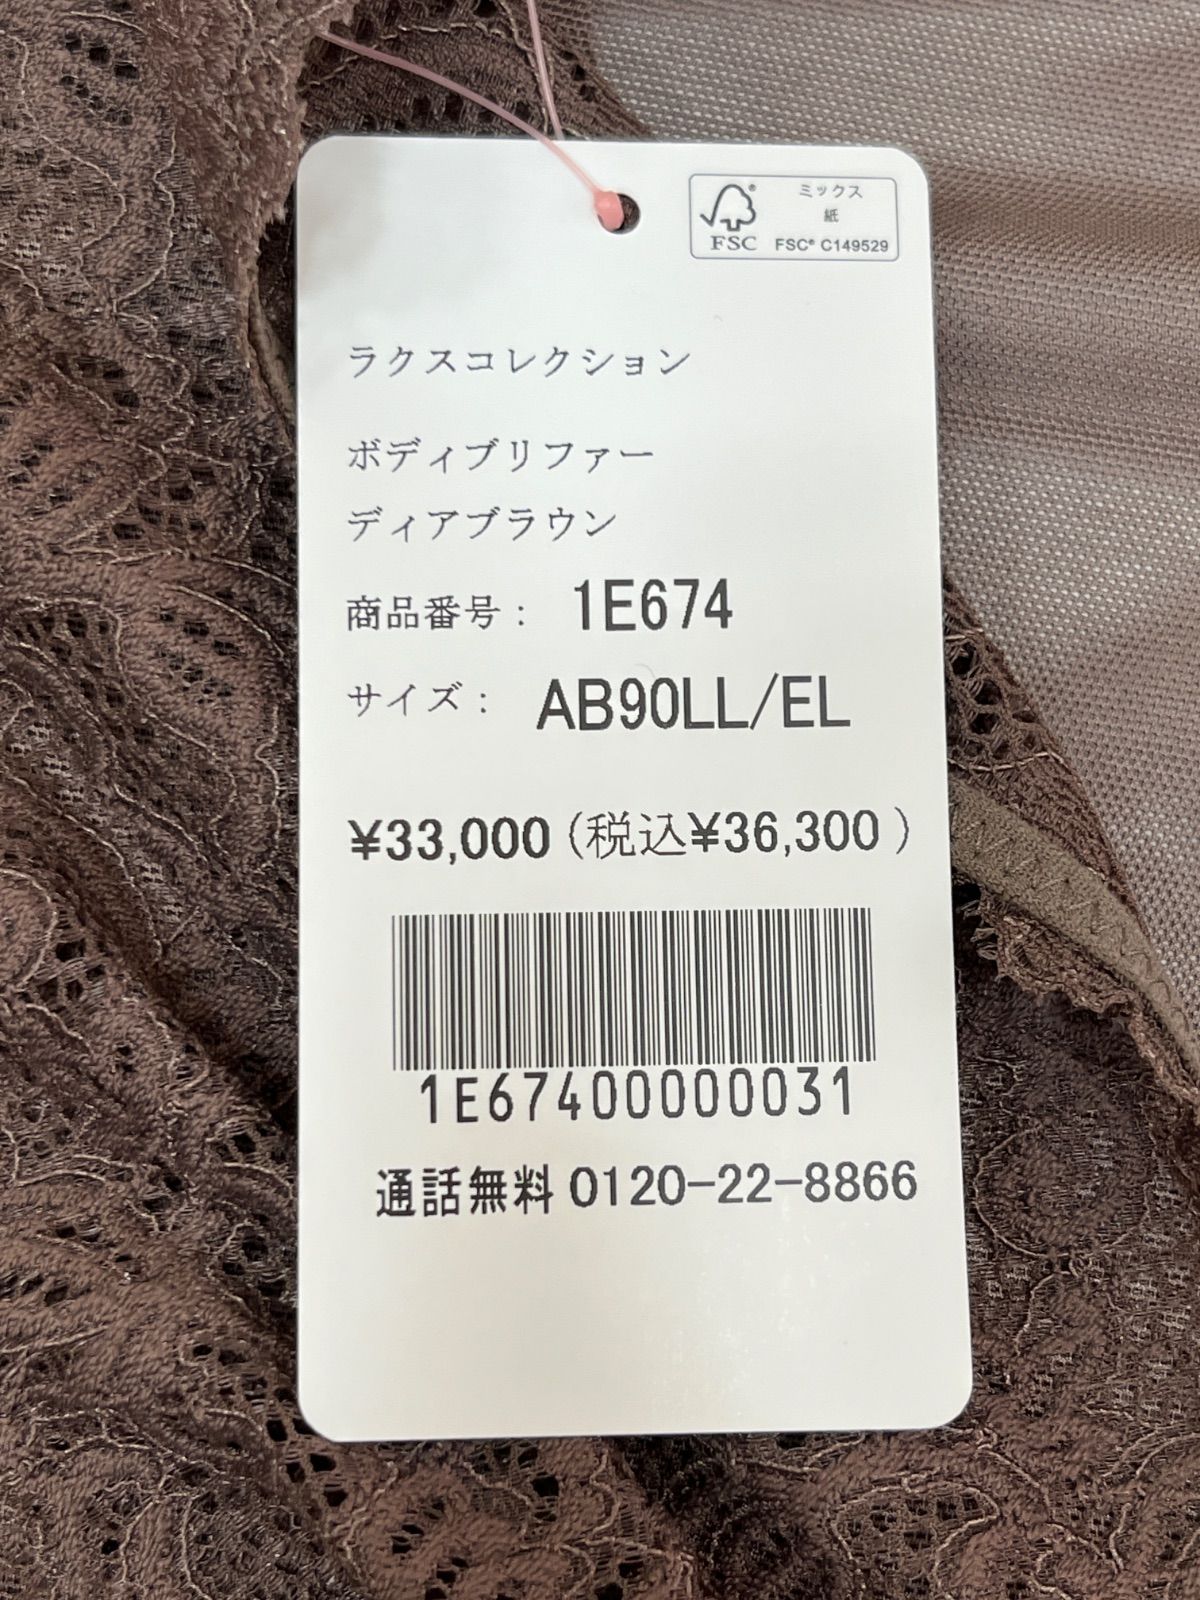 ミックス
紙
FSC® FSC® C149529
ラクスコレクション
ボディブリファー
ディアブラウン
商品番号： 1E674
サイズ： AB90LL/EL
¥33,000 (税込¥36,300 )
1E67400000031
通話無料 0120-22-8866